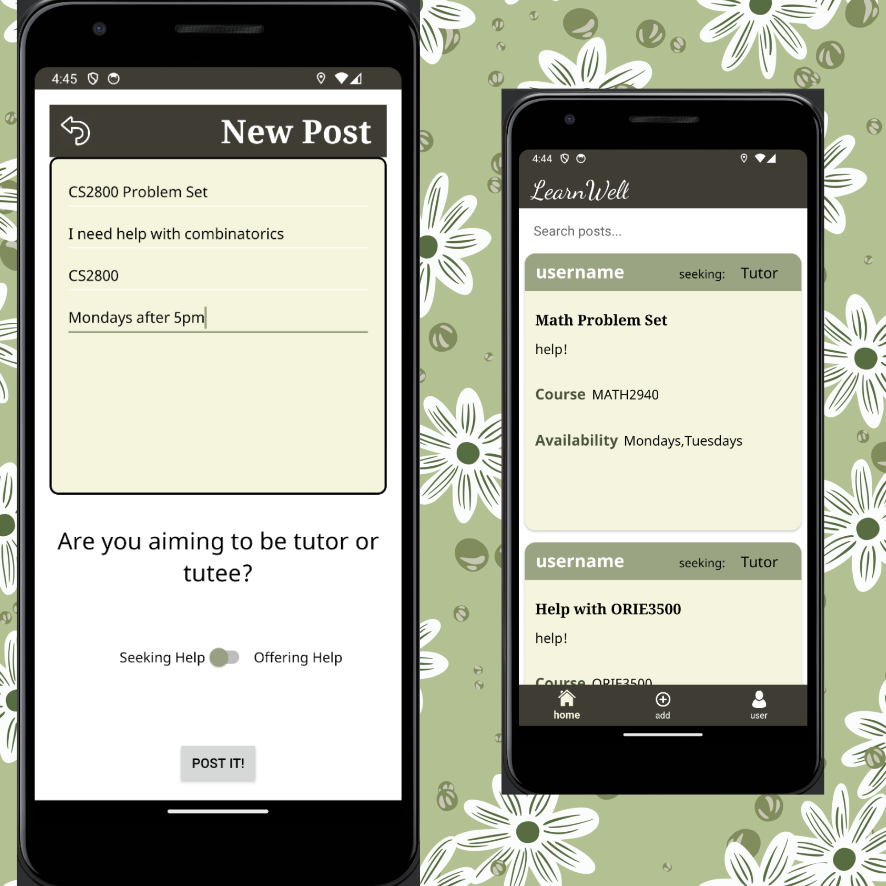 4:45
New Post
CS2800 Problem Set
I need help with combinatorics
CS2800
Mondays after 5pm
Are you aiming to be tutor or
tutee?
Seeking Help Offering Help
POST IT!
4:44
LearnWell
Search posts...
username seeking: Tutor
Math Problem Set
help!
Course MATH2940
Availability Mondays,Tuesdays
username seeking: Tutor
Help with ORIE3500
help!
Course ORIE3500
home add user